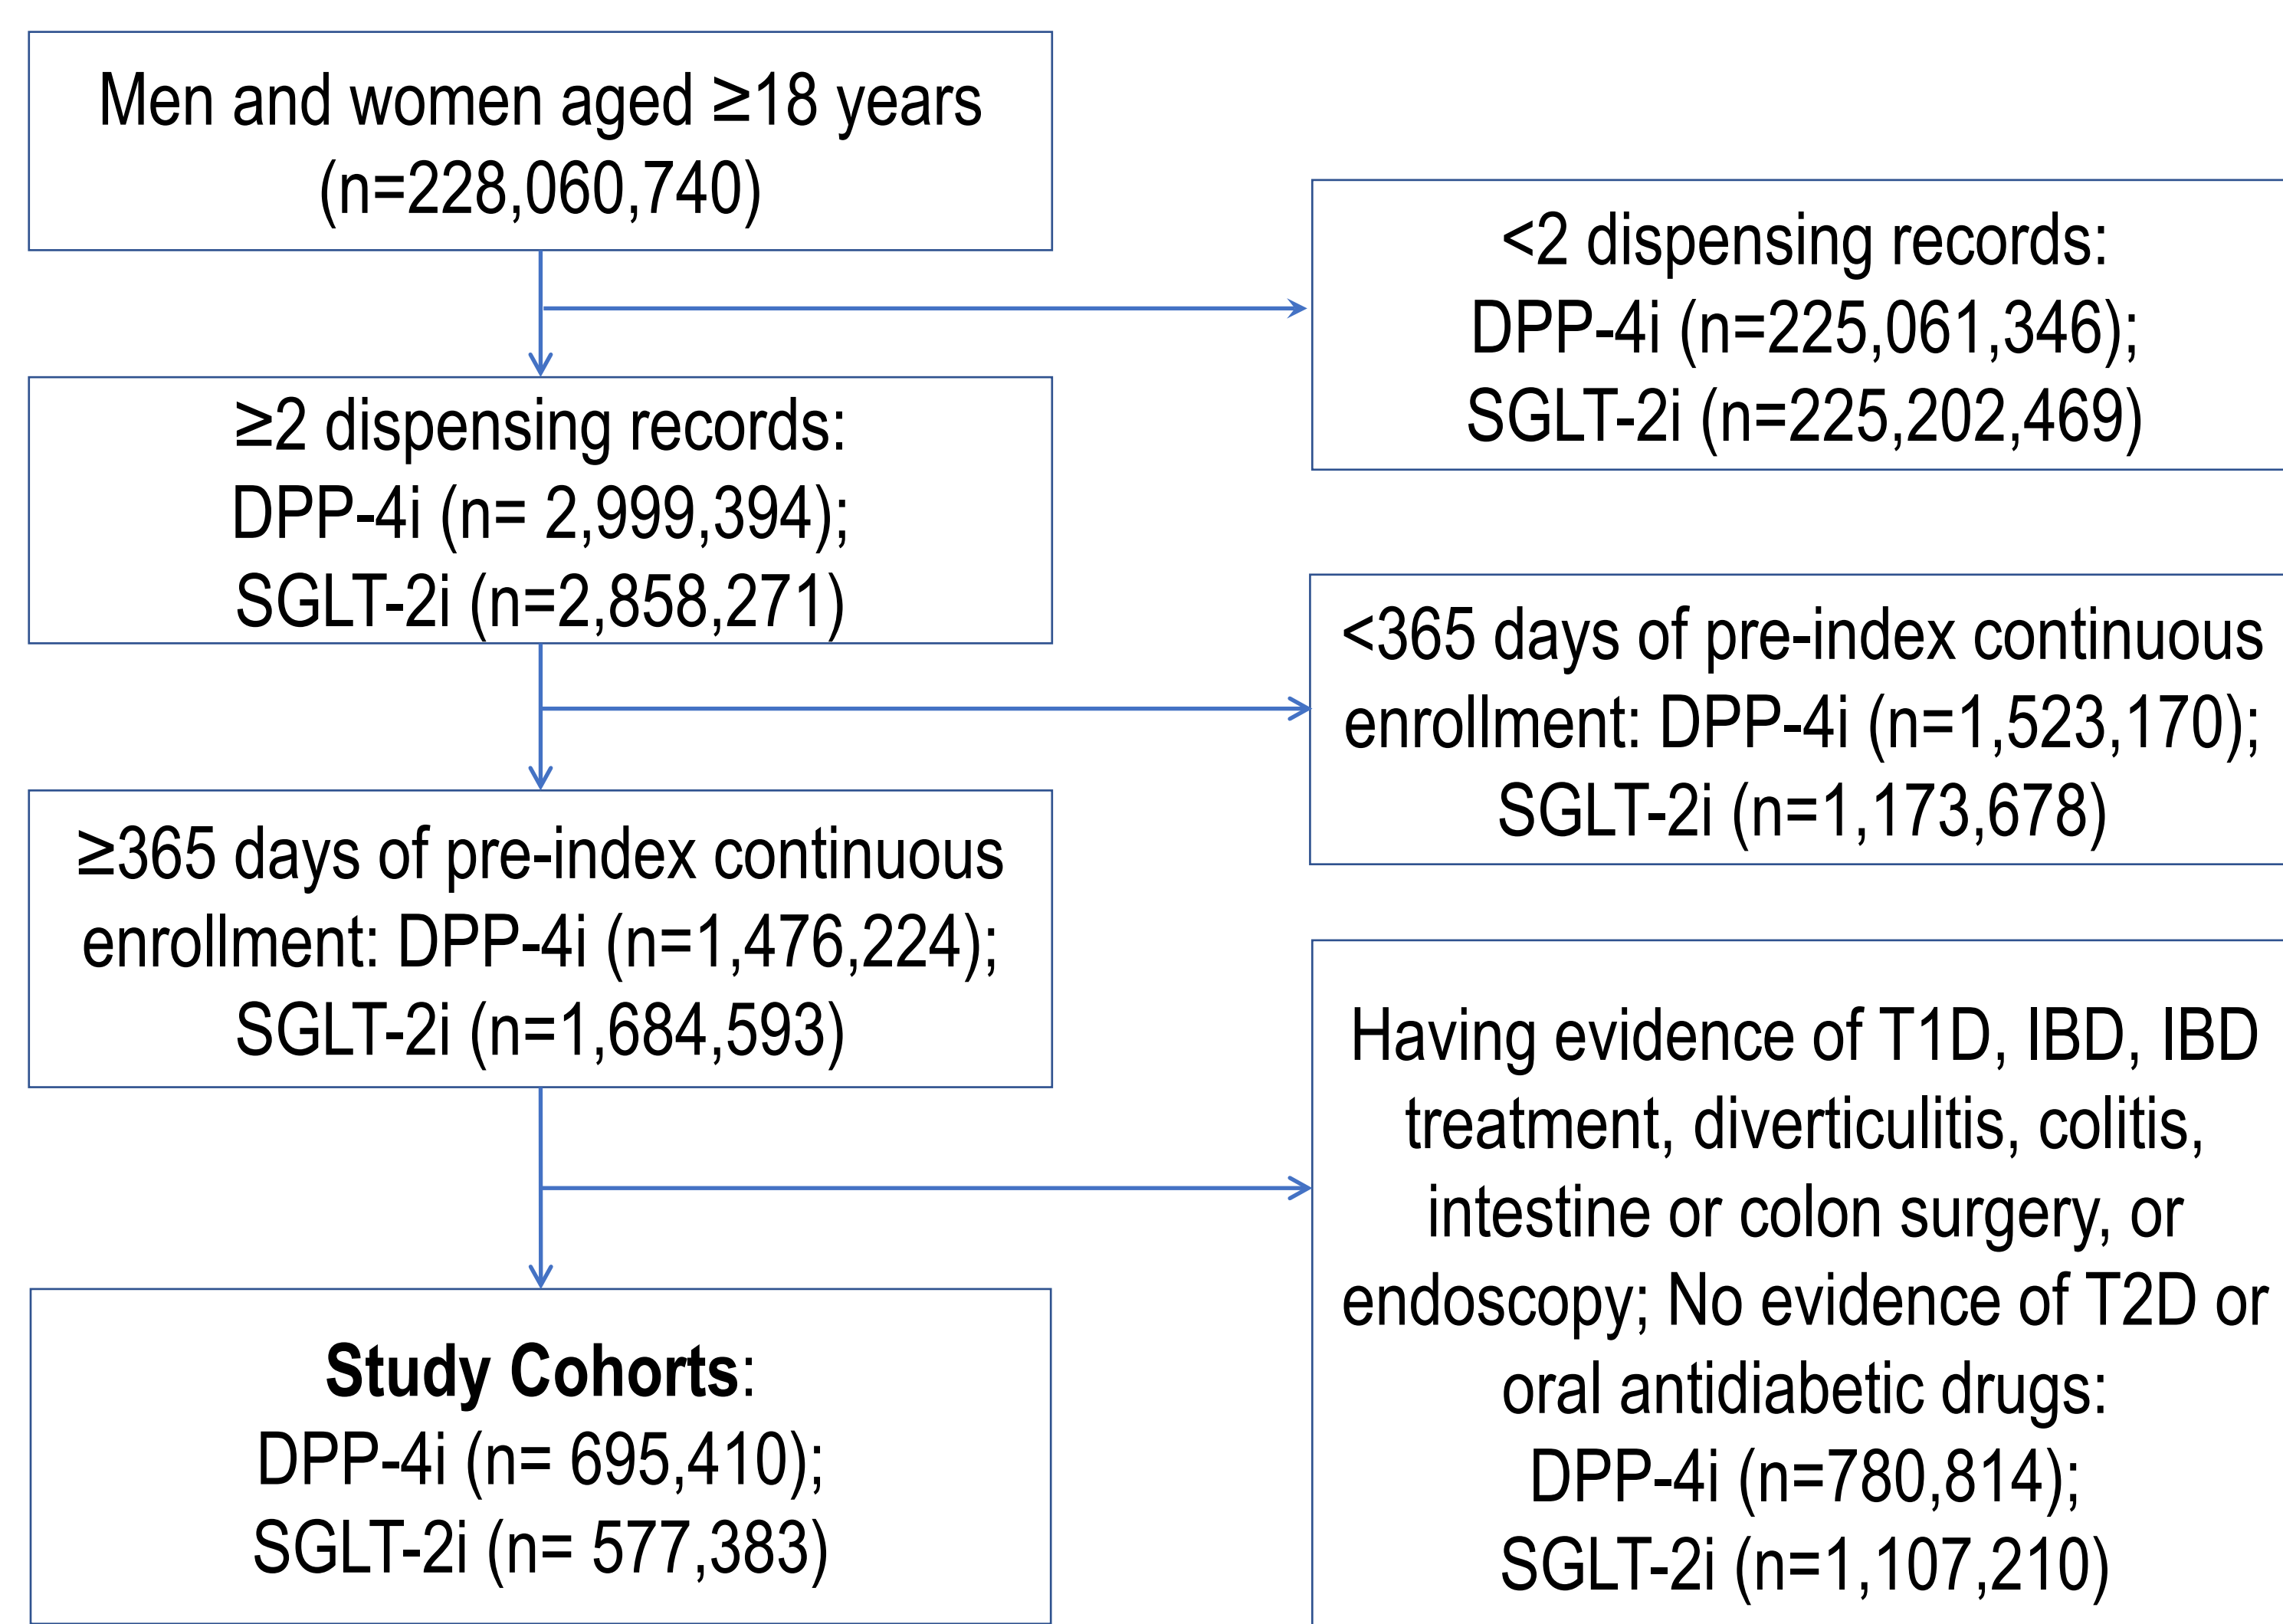 Men and women aged ≥18 years
(n=228,060,740)
<2 dispensing records:
DPP-4i (n=225,061,346);
SGLT-2i (n=225,202,469)
≥2 dispensing records:
DPP-4i (n= 2,999,394);
SGLT-2i (n=2,858,271)
<365 days of pre-index continuous
enrollment: DPP-4i (n=1,523,170);
SGLT-2i (n=1,173,678)
≥365 days of pre-index continuous
enrollment: DPP-4i (n=1,476,224);
SGLT-2i (n=1,684,593)
Having evidence of T1D, IBD, IBD
treatment, diverticulitis, colitis,
intestine or colon surgery, or
endoscopy; No evidence of T2D or
oral antidiabetic drugs:
DPP-4i (n=780,814);
SGLT-2i (n=1,107,210)
Study Cohorts:
DPP-4i (n= 695,410);
SGLT-2i (n= 577,383)